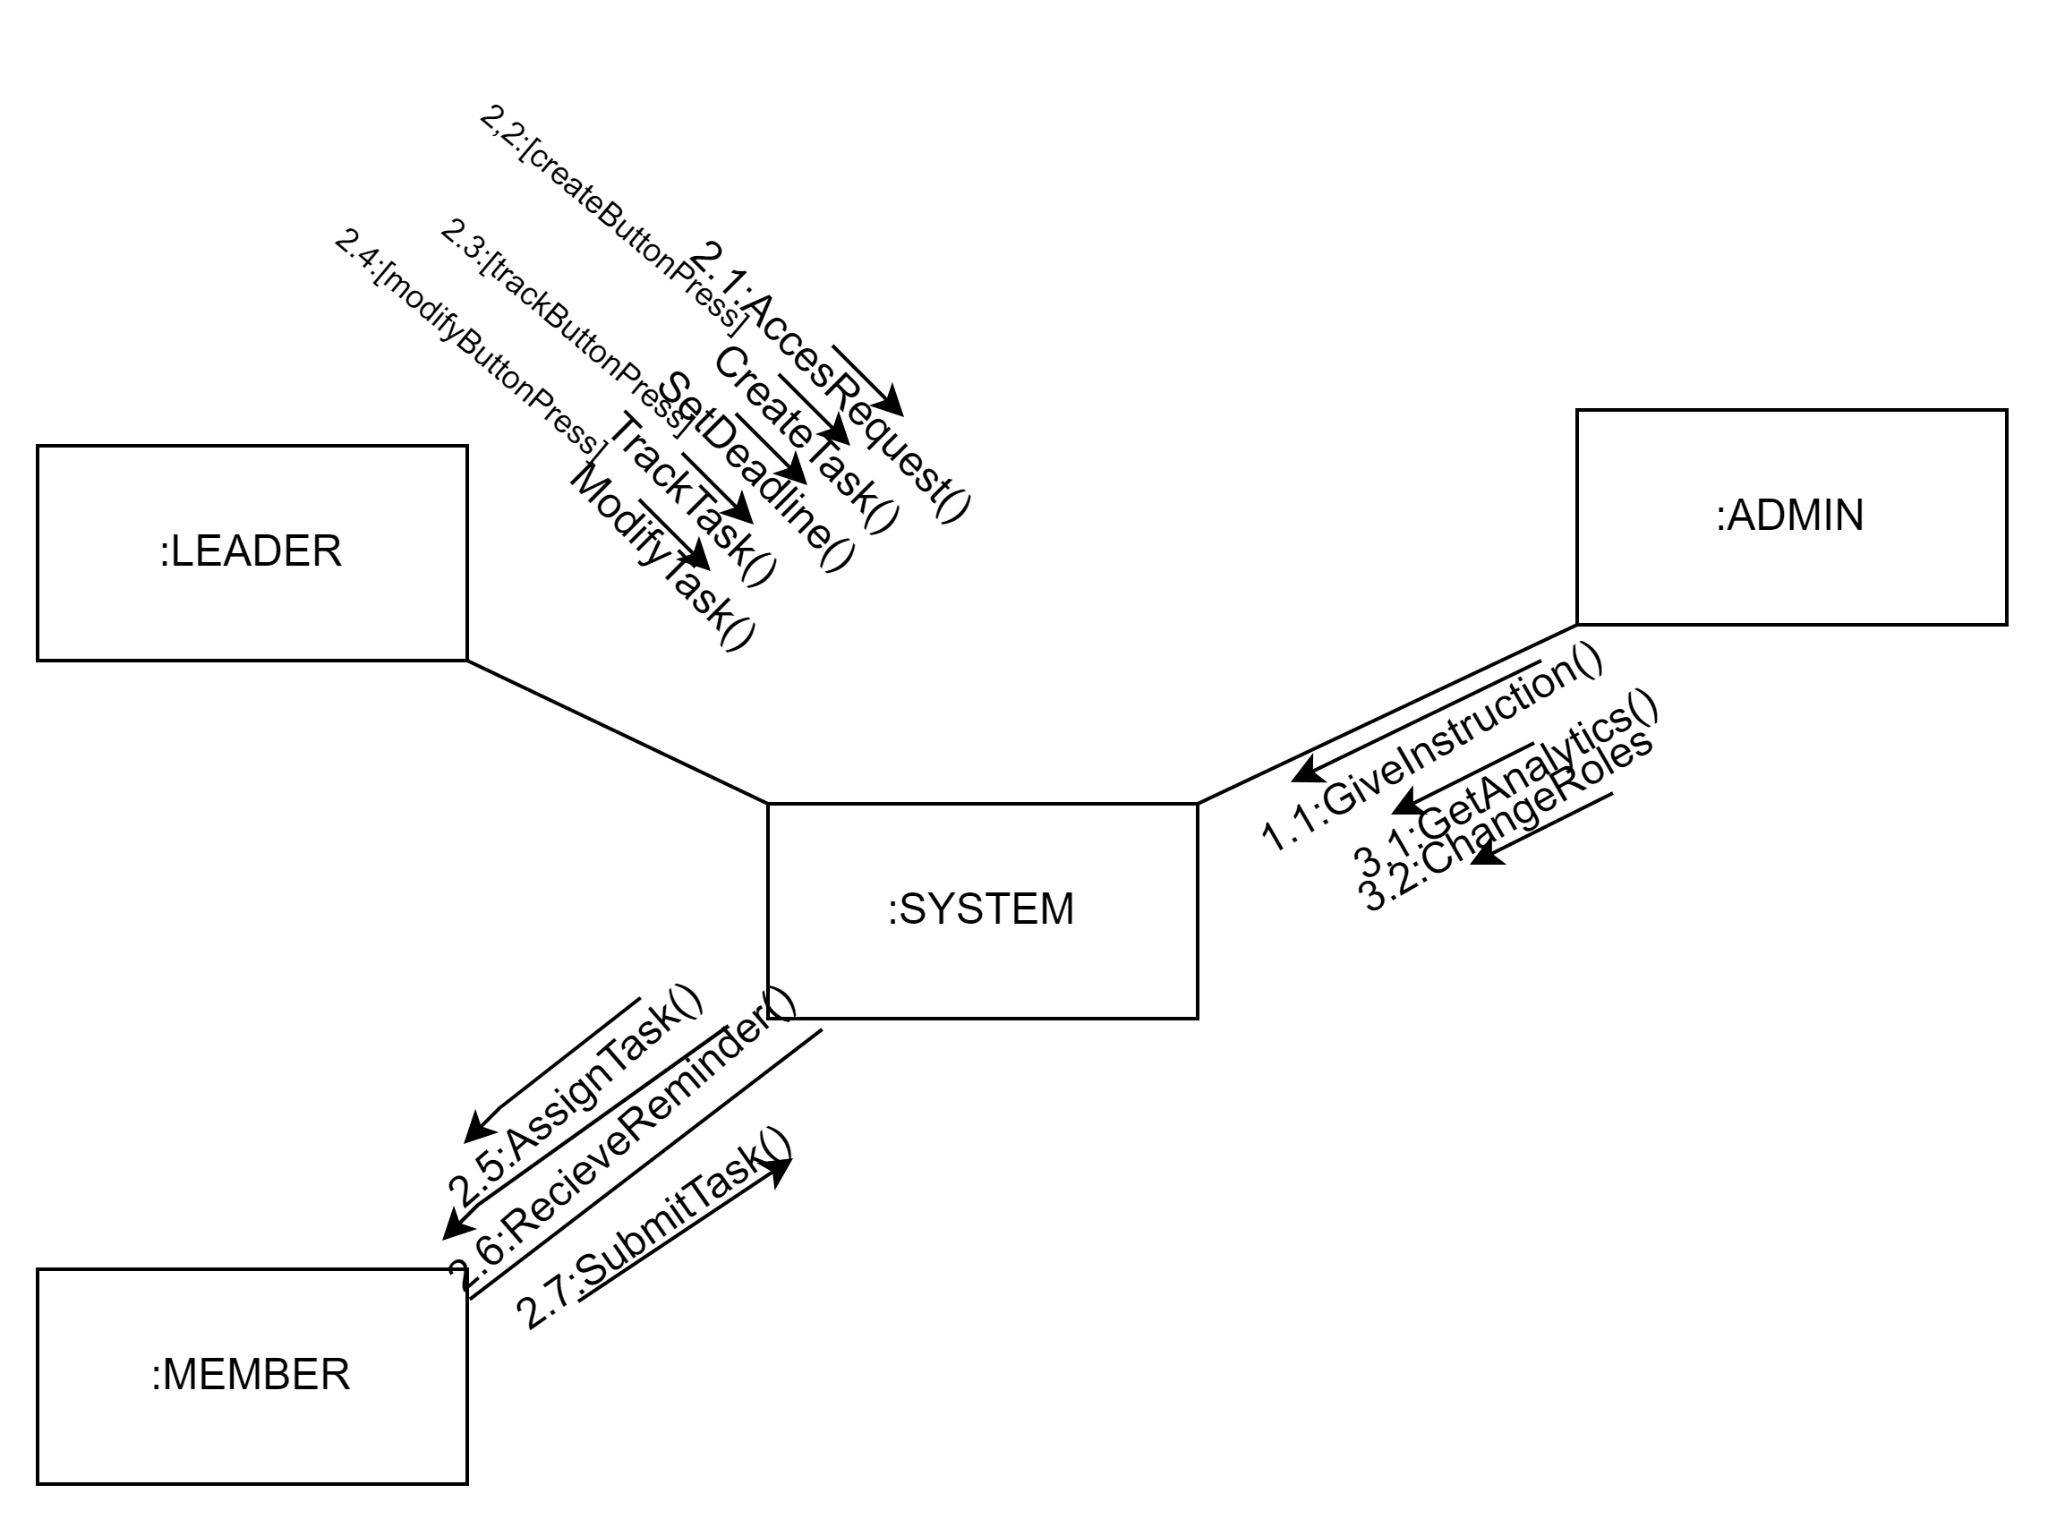 2,2:[createButtonPress]
2.3:[trackButtonPress]
2.4:[modifyButtonPress]
2.1:AccesRequest()
CreateTask()
SetDeadline()
TrackTask()
ModifyTask()
:LEADER
:ADMIN
1.1:GiveInstruction()
3.1:GetAnalytics()
3.2:ChangeRoles
:SYSTEM
2.5:AssignTask()
2.6:RecieveReminder()
2.7:SubmitTask()
:MEMBER